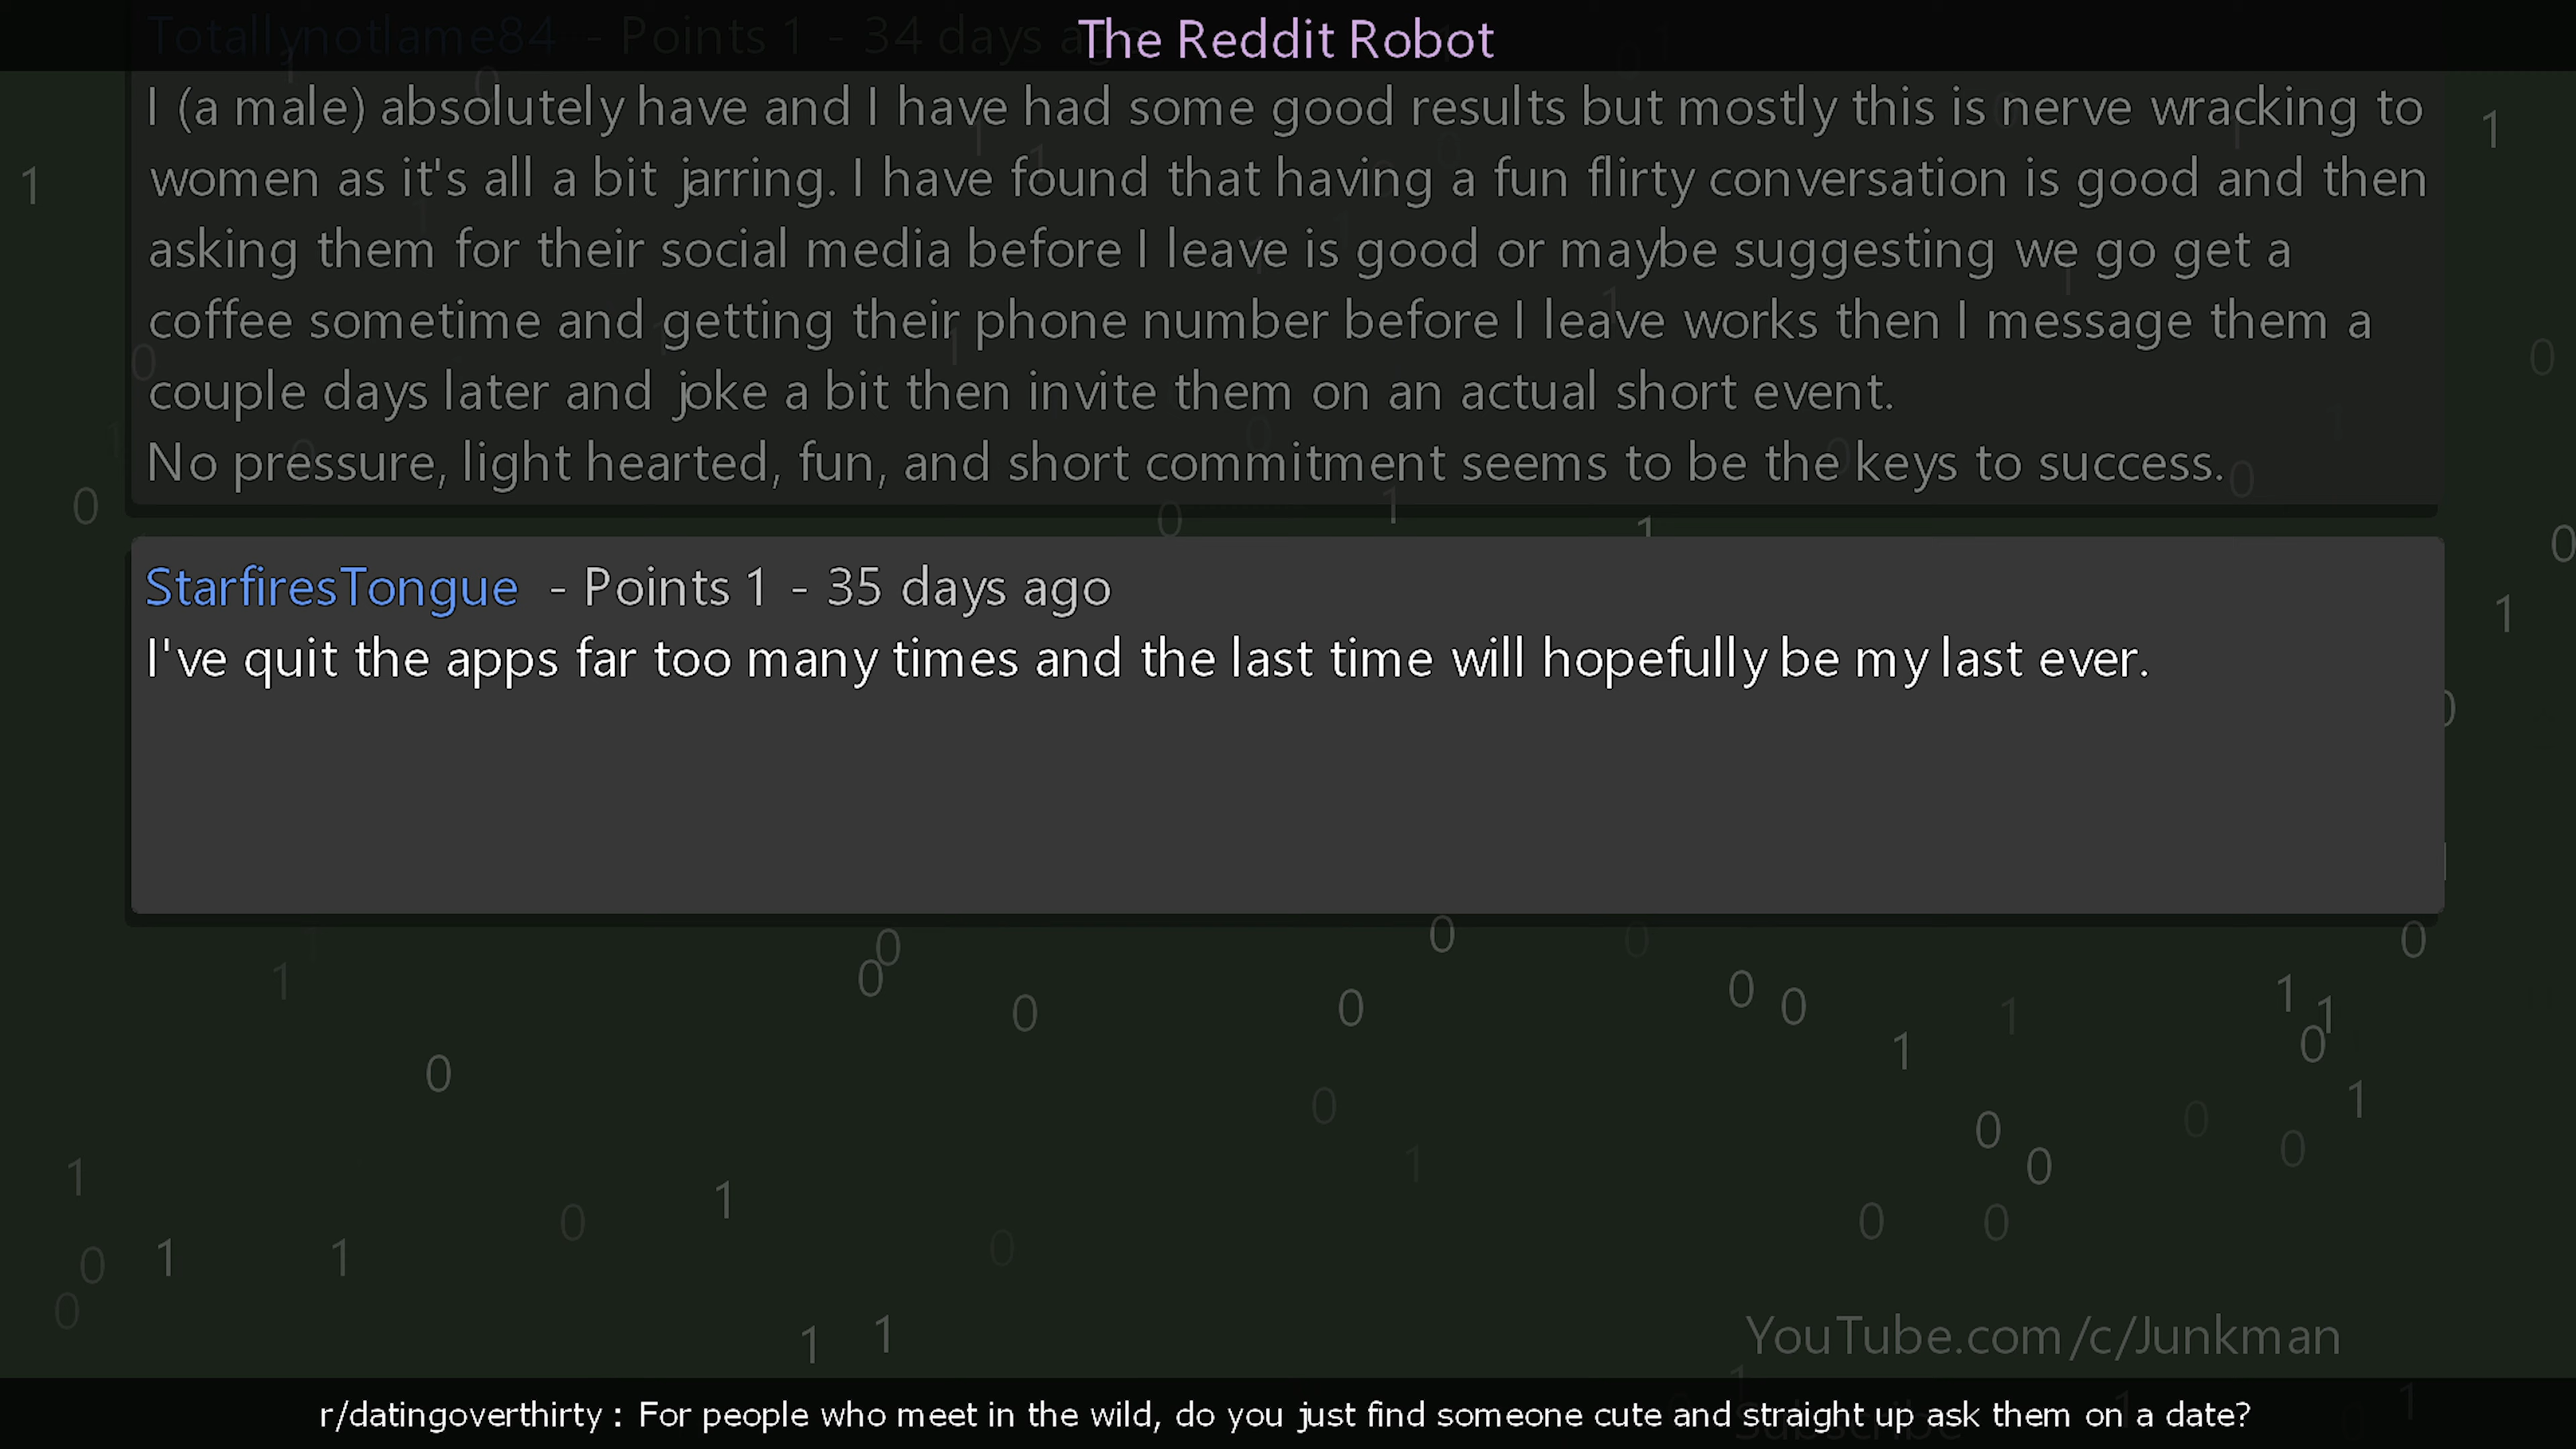 The Reddit Robot
Totallynotlame84 - Points 1 - 34 days ago
I (a male) absolutely have and I have had some good results but mostly this is nerve wracking to
women as it's all a bit jarring. I have found that having a fun flirty conversation is good and then
asking them for their social media before I leave is good or maybe suggesting we go get a
coffee sometime and getting their phone number before I leave works then I message them a
couple days later and joke a bit then invite them on an actual short event.
No pressure, light hearted, fun, and short commitment seems to be the keys to success.
StarfiresTongue - Points 1 - 35 days ago
I've quit the apps far too many times and the last time will hopefully be my last ever.
YouTube.com/c/Junkman
Subscribe
r/datingoverthirty : For people who meet in the wild, do you just find someone cute and straight up ask them on a date?